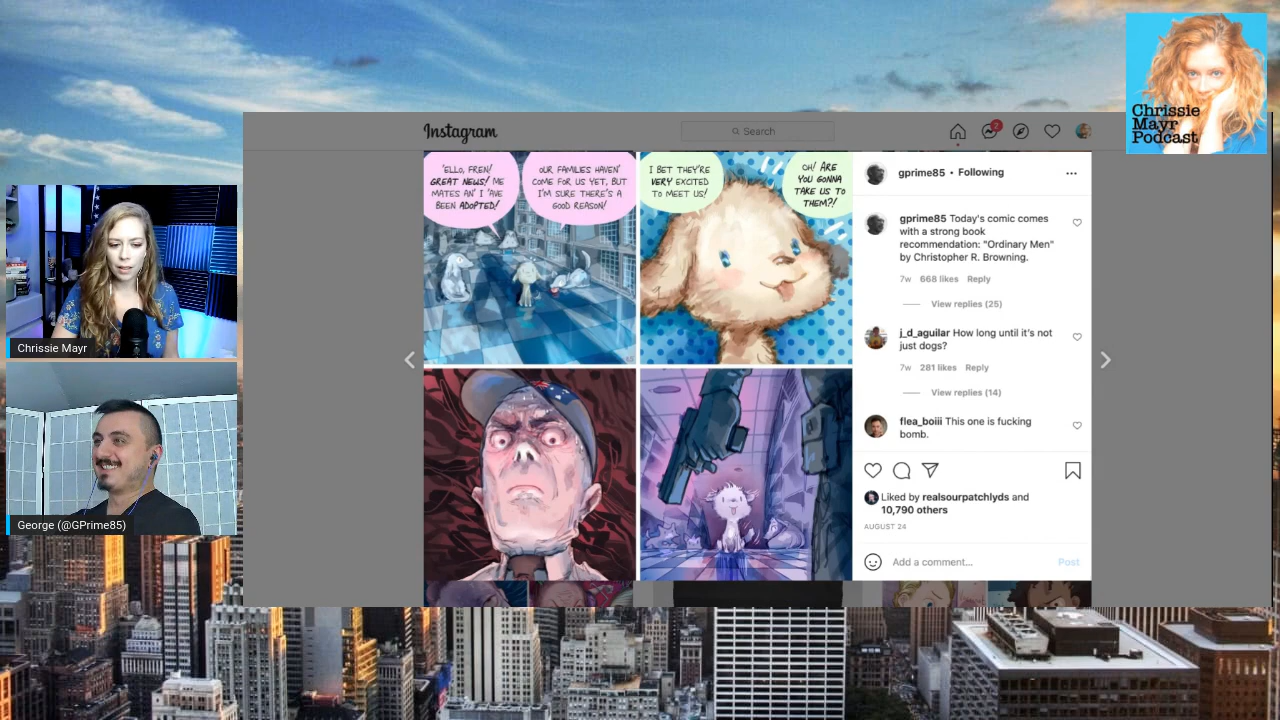 Chrissie
Mayr
Podcast
Instagram
Search
2
'ELLO, FREN!
GREAT NEWS! ME
MATES AN' I 'AVE
BEEN ADOPTED!
OUR FAMILIES HAVEN'
COME FOR US YET, BUT
I'M SURE THERE'S A
GOOD REASON!
I BET THEY'RE
VERY EXCITED
TO MEET US!
OH! ARE
YOU GONNA
TAKE US TO
THEM?!
gprime85 • Following
gprime85 Today's comic comes
with a strong book
recommendation: "Ordinary Men"
by Christopher R. Browning.
7w 668 likes Reply
View replies (25)
j_d_aguilar How long until it's not
just dogs?
7w 281 likes Reply
View replies (14)
flea_boiii This one is fucking
bomb.
Liked by realsourpatchlyds and
10,790 others
AUGUST 24
Add a comment... Post
Chrissie Mayr
George (@GPrime85)